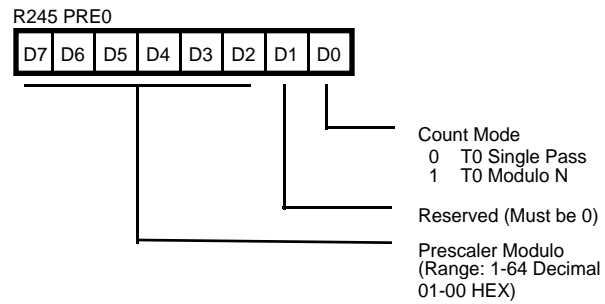 R245 PRE0
D7 D6 D5 D4 D3 D2 D1 D0
Count Mode
0 T0 Single Pass
1 T0 Modulo N
Reserved (Must be 0)
Prescaler Modulo
(Range: 1-64 Decimal
01-00 HEX)